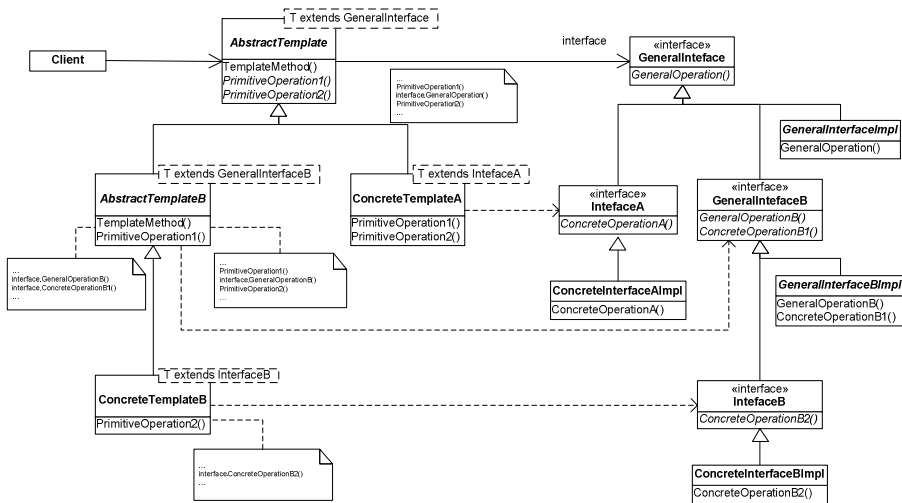 T extends GeneralInterface
AbstractTemplate
TemplateMethod()
PrimitiveOperation1()
PrimitiveOperation2()
Client
interface
«interface»
GeneralInteface
GeneralOperation()
...
PrimitiveOperation1()
interface.GeneralOperation()
PrimitiveOperation2()
...
GeneralInterfaceImpl
GeneralOperation()
T extends GeneralInterfaceB
AbstractTemplateB
TemplateMethod()
PrimitiveOperation1()
T extends IntefaceA
ConcreteTemplateA
PrimitiveOperation1()
PrimitiveOperation2()
«interface»
IntefaceA
ConcreteOperationA()
«interface»
GeneralIntefaceB
GeneralOperationB()
ConcreteOperationB1()
...
interface.GeneralOperationB()
interface.ConcreteOperationB1()
...
...
PrimitiveOperation1()
interface.GeneralOperationB()
PrimitiveOperation2()
...
ConcreteInterfaceAImpl
ConcreteOperationA()
GeneralInterfaceBImpl
GeneralOperationB()
ConcreteOperationB1()
T extends InterfaceB
ConcreteTemplateB
PrimitiveOperation2()
«interface»
IntefaceB
ConcreteOperationB2()
...
interface.ConcreteOperationB2()
...
ConcreteInterfaceBImpl
ConcreteOperationB2()